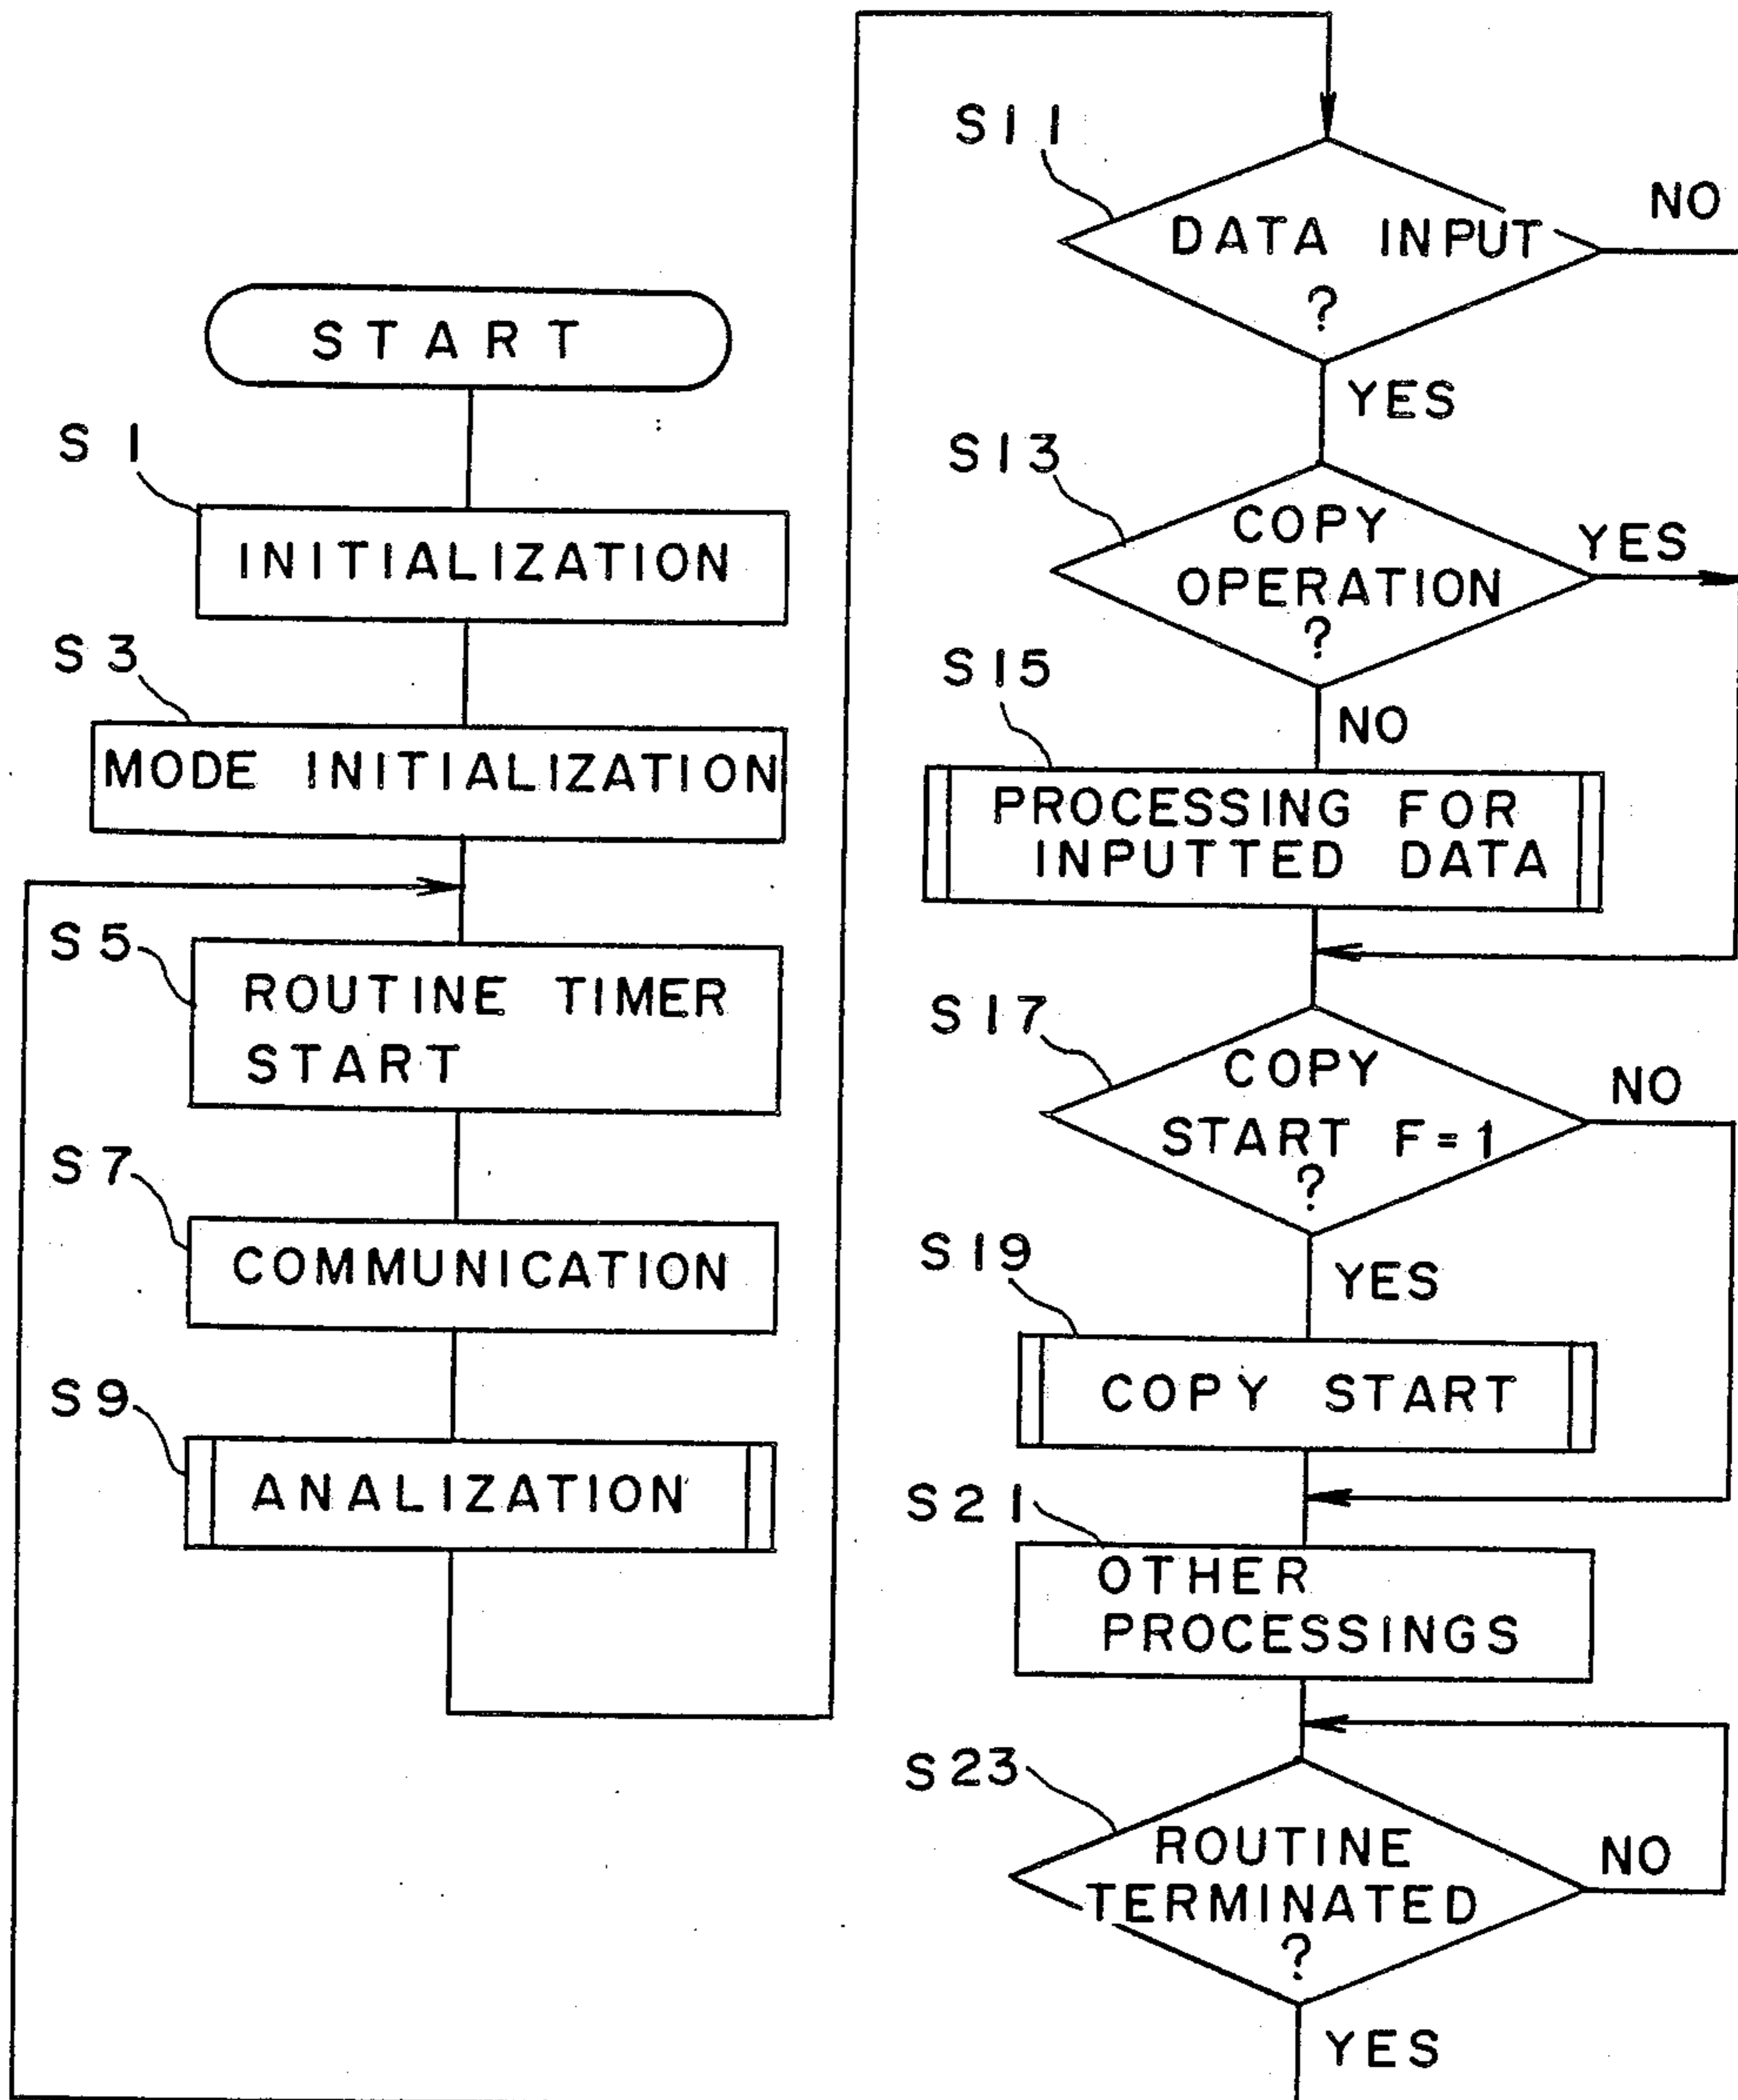 START
S1
INITIALIZATION
S3
MODE INITIALIZATION
S5
ROUTINE TIMER
START
S7
COMMUNICATION
S9
ANALIZATION
S11
DATA INPUT
?
NO
YES
S13
COPY
OPERATION
?
YES
NO
S15
PROCESSING FOR
INPUTTED DATA
S17
COPY
START F=1
?
NO
YES
S19
COPY START
S21
OTHER
PROCESSINGS
S23
ROUTINE
TERMINATED
?
NO
YES